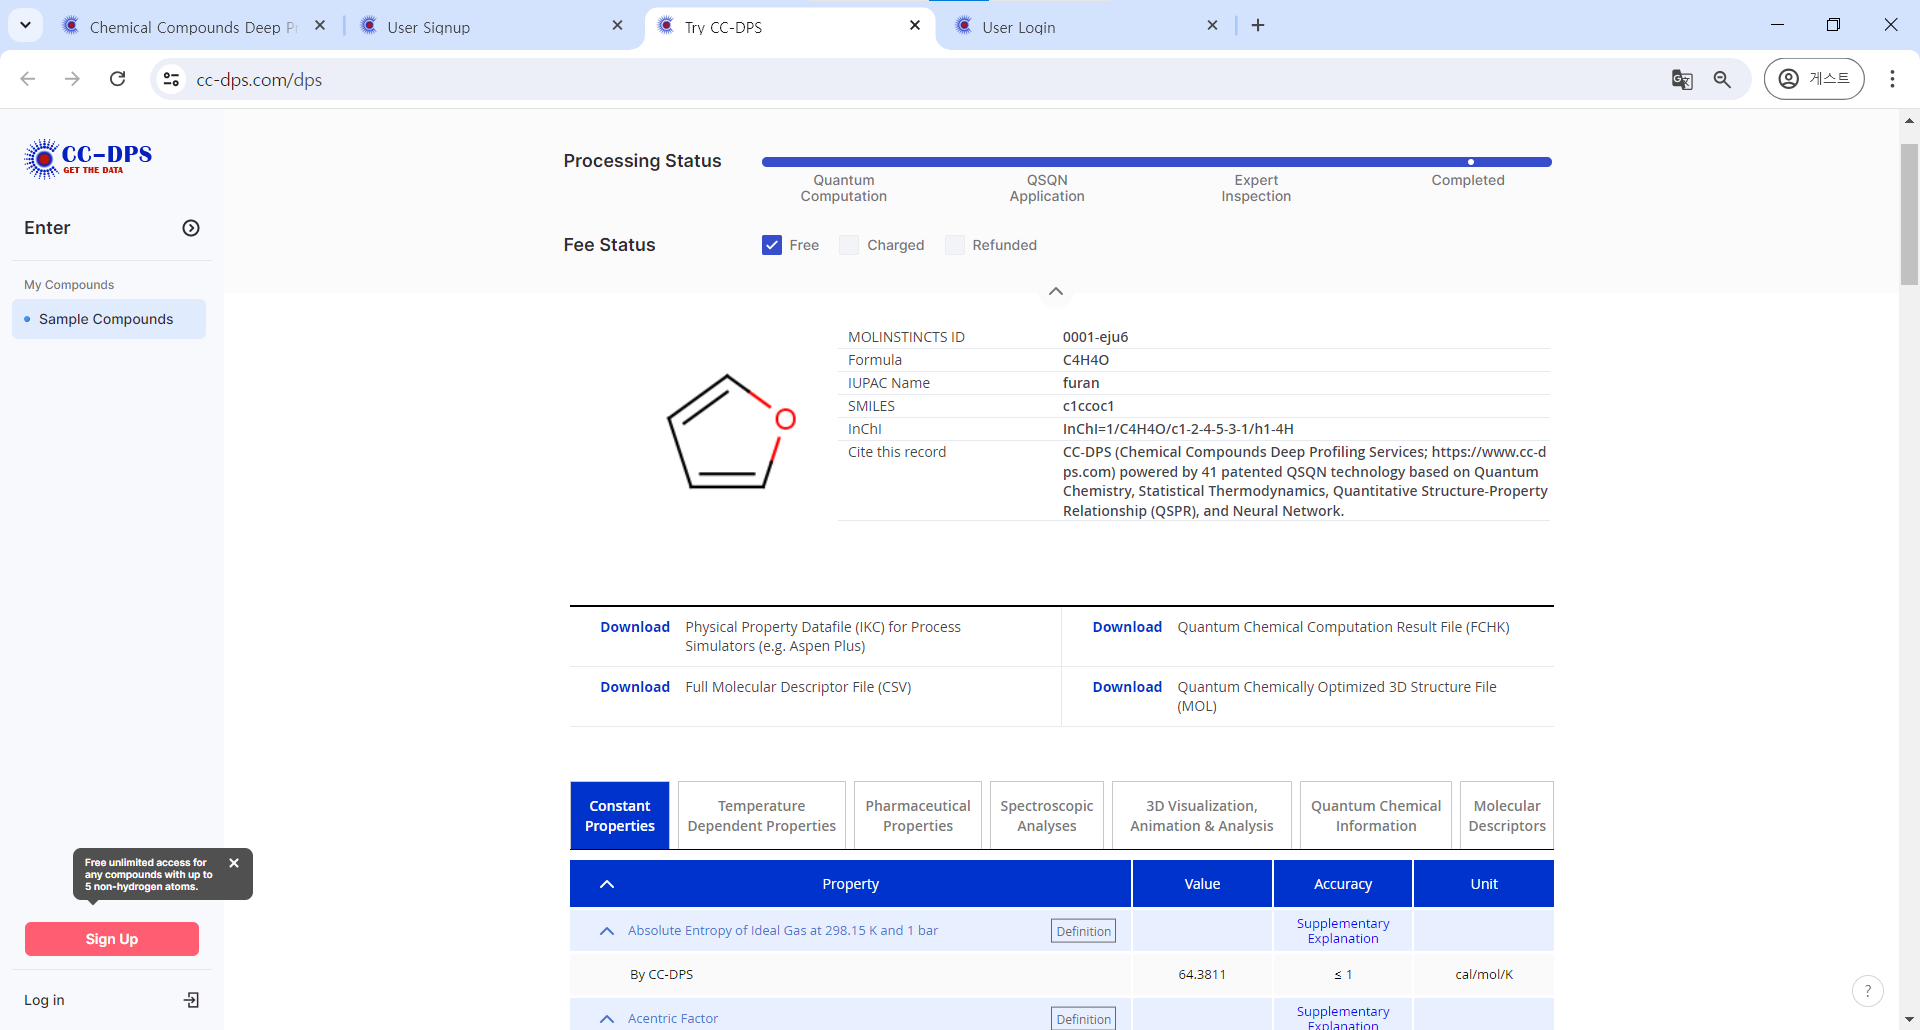 Chemical Compounds Deep Pr
User Signup
Try CC-DPS
User Login
cc-dps.com/dps
게스트
CC-DPS
GET THE DATA
Enter
My Compounds
Sample Compounds
Free unlimited access for
any compounds with up to
5 non-hydrogen atoms.
Sign Up
Log in
Processing Status
Quantum
Computation
QSQN
Application
Expert
Inspection
Completed
Fee Status
Free
Charged
Refunded
O
MOLINSTINCTS ID 0001-eju6
Formula C4H4O
IUPAC Name furan
SMILES c1ccoc1
InChI InChI=1/C4H4O/c1-2-4-5-3-1/h1-4H
Cite this record CC-DPS (Chemical Compounds Deep Profiling Services; https://www.cc-d
ps.com) powered by 41 patented QSQN technology based on Quantum
Chemistry, Statistical Thermodynamics, Quantitative Structure-Property
Relationship (QSPR), and Neural Network.
Download Physical Property Datafile (IKC) for Process
Simulators (e.g. Aspen Plus)
Download Quantum Chemical Computation Result File (FCHK)
Download Full Molecular Descriptor File (CSV)
Download Quantum Chemically Optimized 3D Structure File
(MOL)
Constant
Properties
Temperature
Dependent Properties
Pharmaceutical
Properties
Spectroscopic
Analyses
3D Visualization,
Animation & Analysis
Quantum Chemical
Information
Molecular
Descriptors
Property Value Accuracy Unit
Absolute Entropy of Ideal Gas at 298.15 K and 1 bar Definition
Supplementary
Explanation
By CC-DPS 64.3811 ≤ 1 cal/mol/K
Acentric Factor Definition
Supplementary
Explanation
?